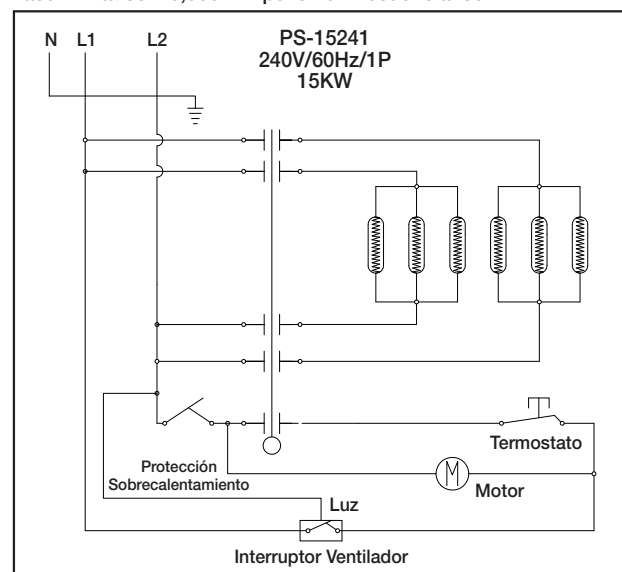 N L1 L2
PS-15241
240V/60Hz/1P
15KW
Termostato
Protección
Sobrecalentamiento
M
Motor
Luz
Interruptor Ventilador